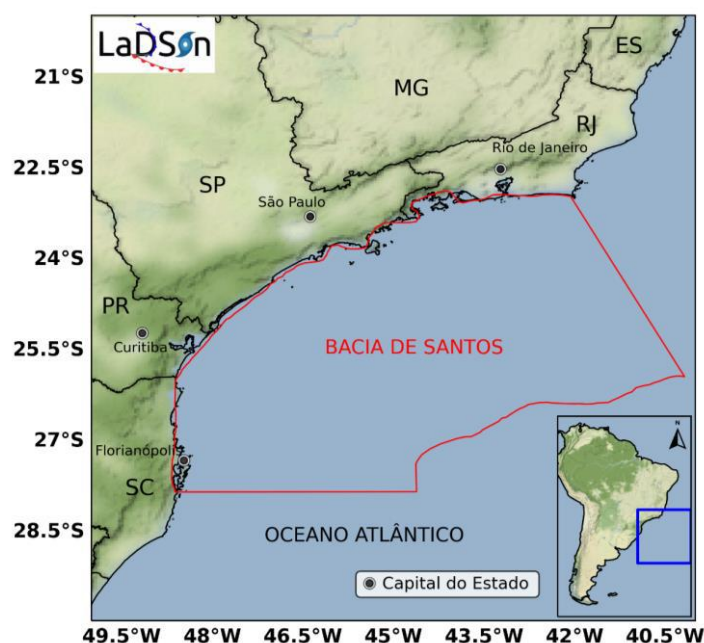 LaDSin
ES
21°S
MG
RJ
Rio de Janeiro
22.5°S
SP
São Paulo
24°S
PR
Curitiba
25.5°S
BACIA DE SANTOS
27°S
Florianópolis
N
SC
28.5°S
OCEANO ATLÂNTICO
Capital do Estado
49.5°W 48°W 46.5°W 45°W 43.5°W 42°W 40.5°W